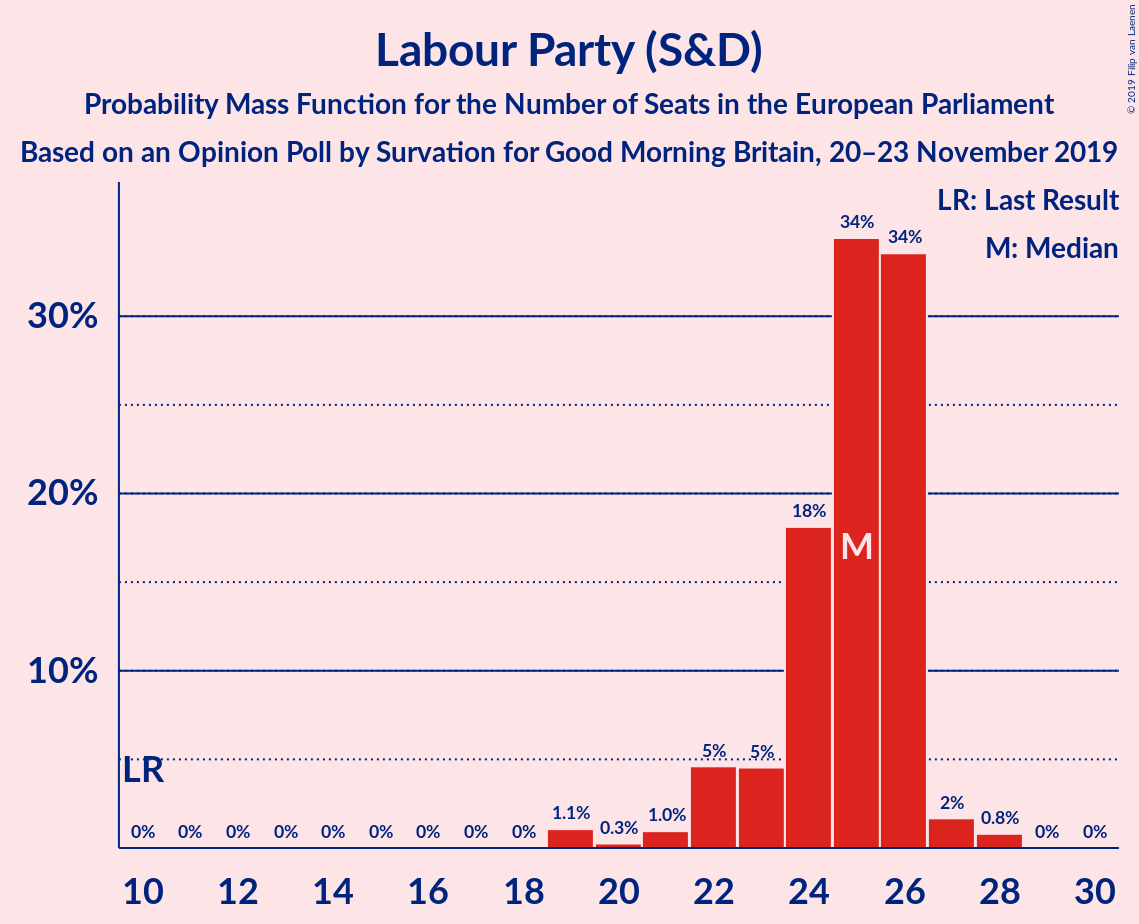 Labour Party (S&D)
Probability Mass Function for the Number of Seats in the European Parliament
Based on an Opinion Poll by Survation for Good Morning Britain, 20–23 November 2019
© 2019 Filip van Laenen
LR: Last Result
M: Median
34%
34%
30%
20%
18%
M
10%
5%
5%
LR
0%
0%
0%
0%
0%
0%
0%
0%
0%
1.1%
0.3%
1.0%
2%
0.8%
0%
0%
10 12 14 16 18 20 22 24 26 28 30